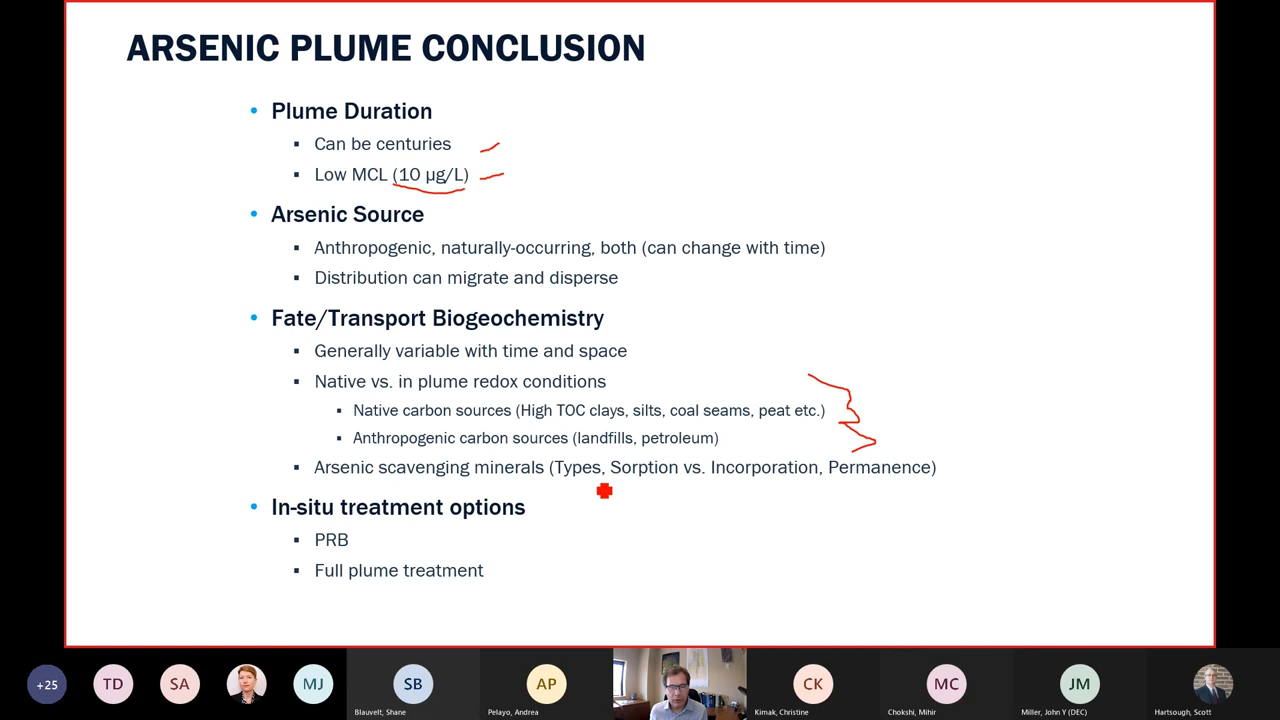 ARSENIC PLUME CONCLUSION
• Plume Duration
▪ Can be centuries
▪ Low MCL (10 µg/L)
• Arsenic Source
▪ Anthropogenic, naturally-occurring, both (can change with time)
▪ Distribution can migrate and disperse
• Fate/Transport Biogeochemistry
▪ Generally variable with time and space
▪ Native vs. in plume redox conditions
▪ Native carbon sources (High TOC clays, silts, coal seams, peat etc.)
▪ Anthropogenic carbon sources (landfills, petroleum)
▪ Arsenic scavenging minerals (Types, Sorption vs. Incorporation, Permanence)
• In-situ treatment options
▪ PRB
▪ Full plume treatment
+25 TD SA MJ SB AP CK MC JM
Blauvelt, Shane Pelayo, Andrea Kimak, Christine Chokshi, Mihir Miller, John Y (DEC) Hartsough, Scott